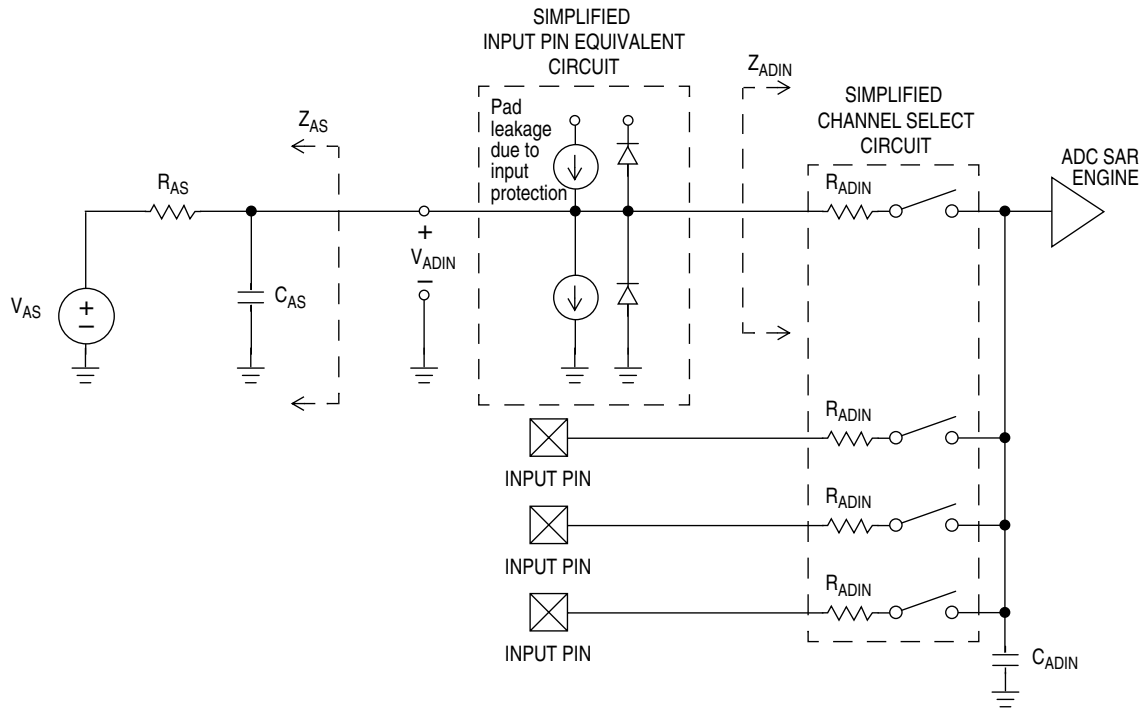 SIMPLIFIED
INPUT PIN EQUIVALENT
CIRCUIT
Z_ADIN
SIMPLIFIED
CHANNEL SELECT
CIRCUIT
Pad
leakage
due to
input
protection
Z_AS
R_AS
R_ADIN
ADC SAR
ENGINE
+
V_ADIN
–
V_AS
+
–
C_AS
R_ADIN
INPUT PIN
R_ADIN
INPUT PIN
R_ADIN
INPUT PIN
C_ADIN